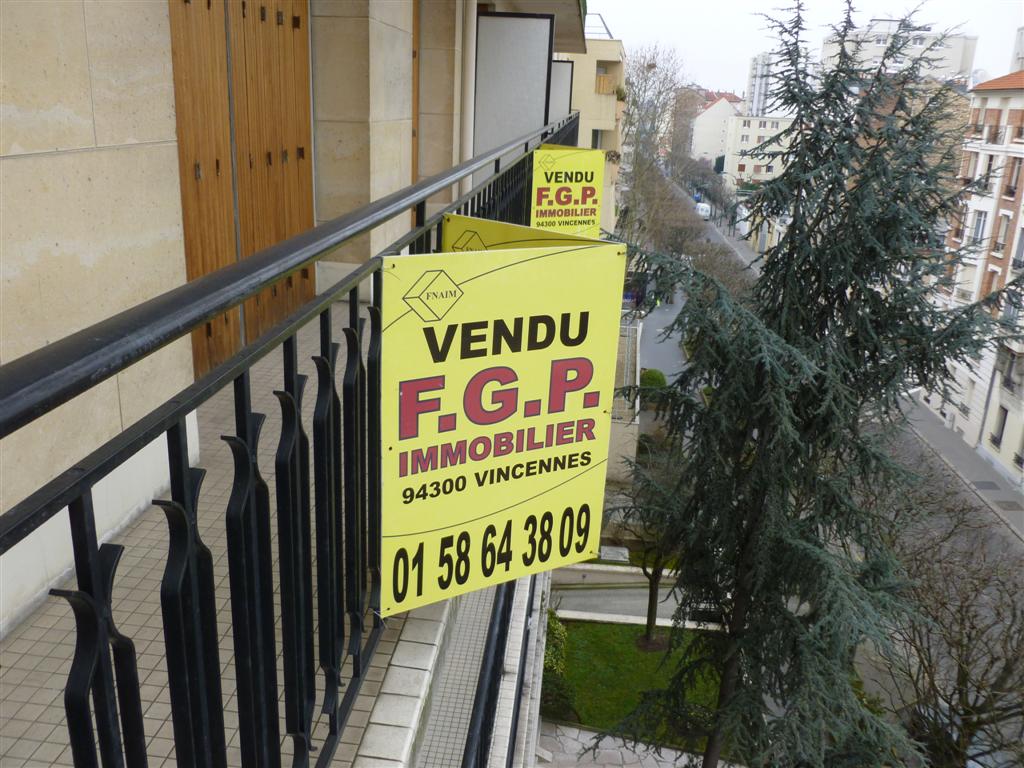 VENDU
F.G.P.
IMMOBILIER
94300 VINCENNES
FNAIM
VENDU
F.G.P.
IMMOBILIER
94300 VINCENNES
01 58 64 38 09